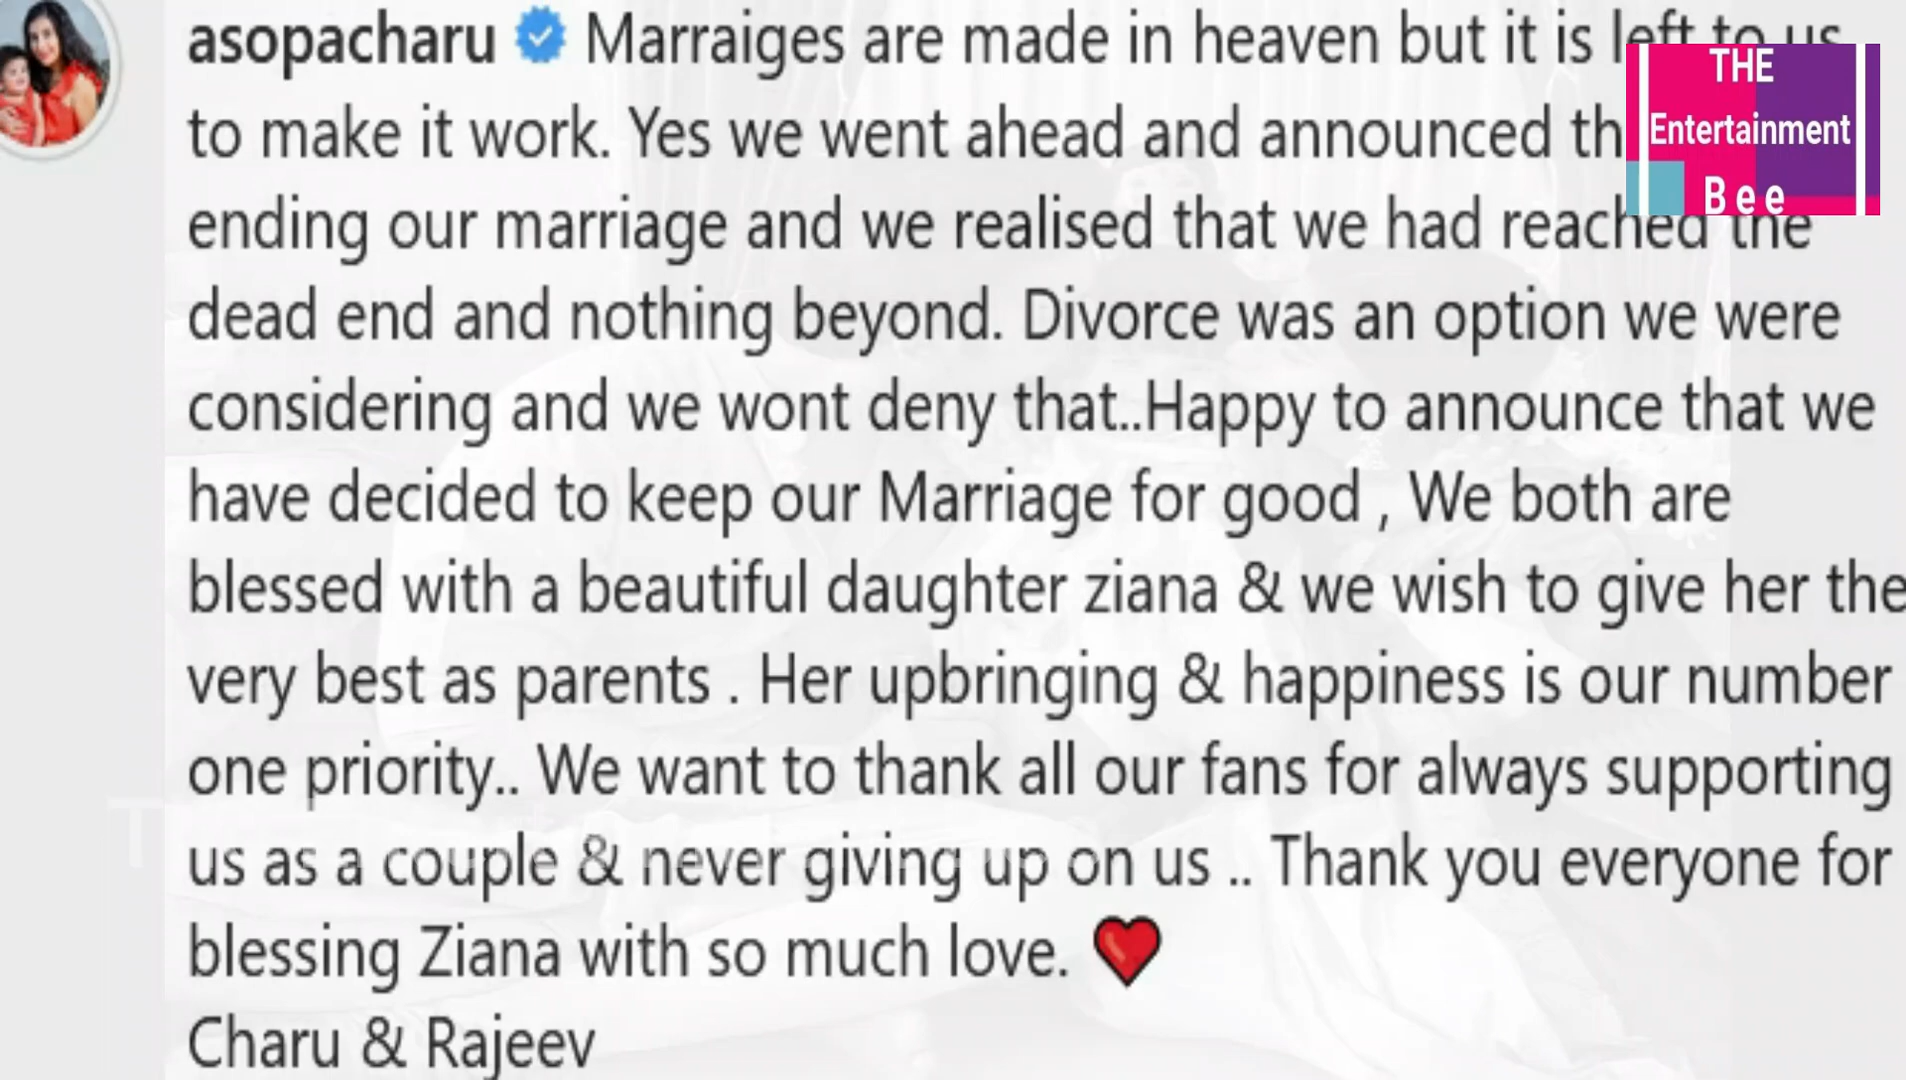 asopacharu Marraiges are made in heaven but it is left to us
to make it work. Yes we went ahead and announced
ending our marriage and we realised that we had reached the
dead end and nothing beyond. Divorce was an option we were
considering and we wont deny that..Happy to announce that we
have decided to keep our Marriage for good , We both are
blessed with a beautiful daughter ziana & we wish to give her the
very best as parents . Her upbringing & happiness is our number
one priority.. We want to thank all our fans for always supporting
us as a couple & never giving up on us .. Thank you everyone for
blessing Ziana with so much love. ❤️
Charu & Rajeev
THE
Entertainment
Bee